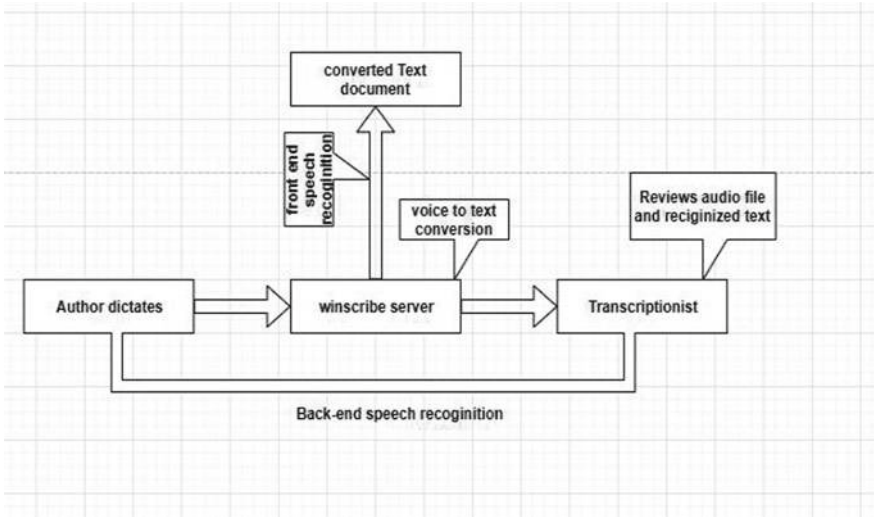 converted Text
document
front end
speech
recoginition
voice to text
conversion
Reviews audio file
and reciginized text
Author dictates
winscribe server
Transcriptionist
Back-end speech recoginition